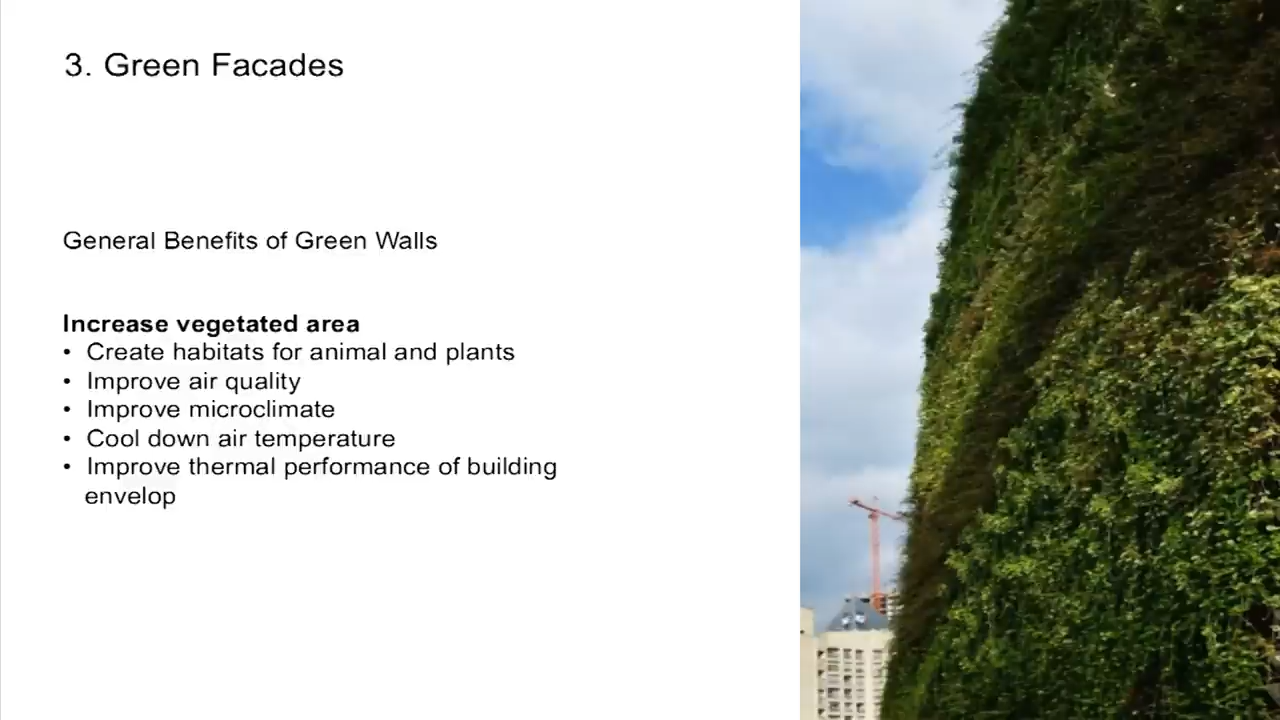 3. Green Facades
General Benefits of Green Walls
Increase vegetated area
• Create habitats for animal and plants
• Improve air quality
• Improve microclimate
• Cool down air temperature
• Improve thermal performance of building
envelop